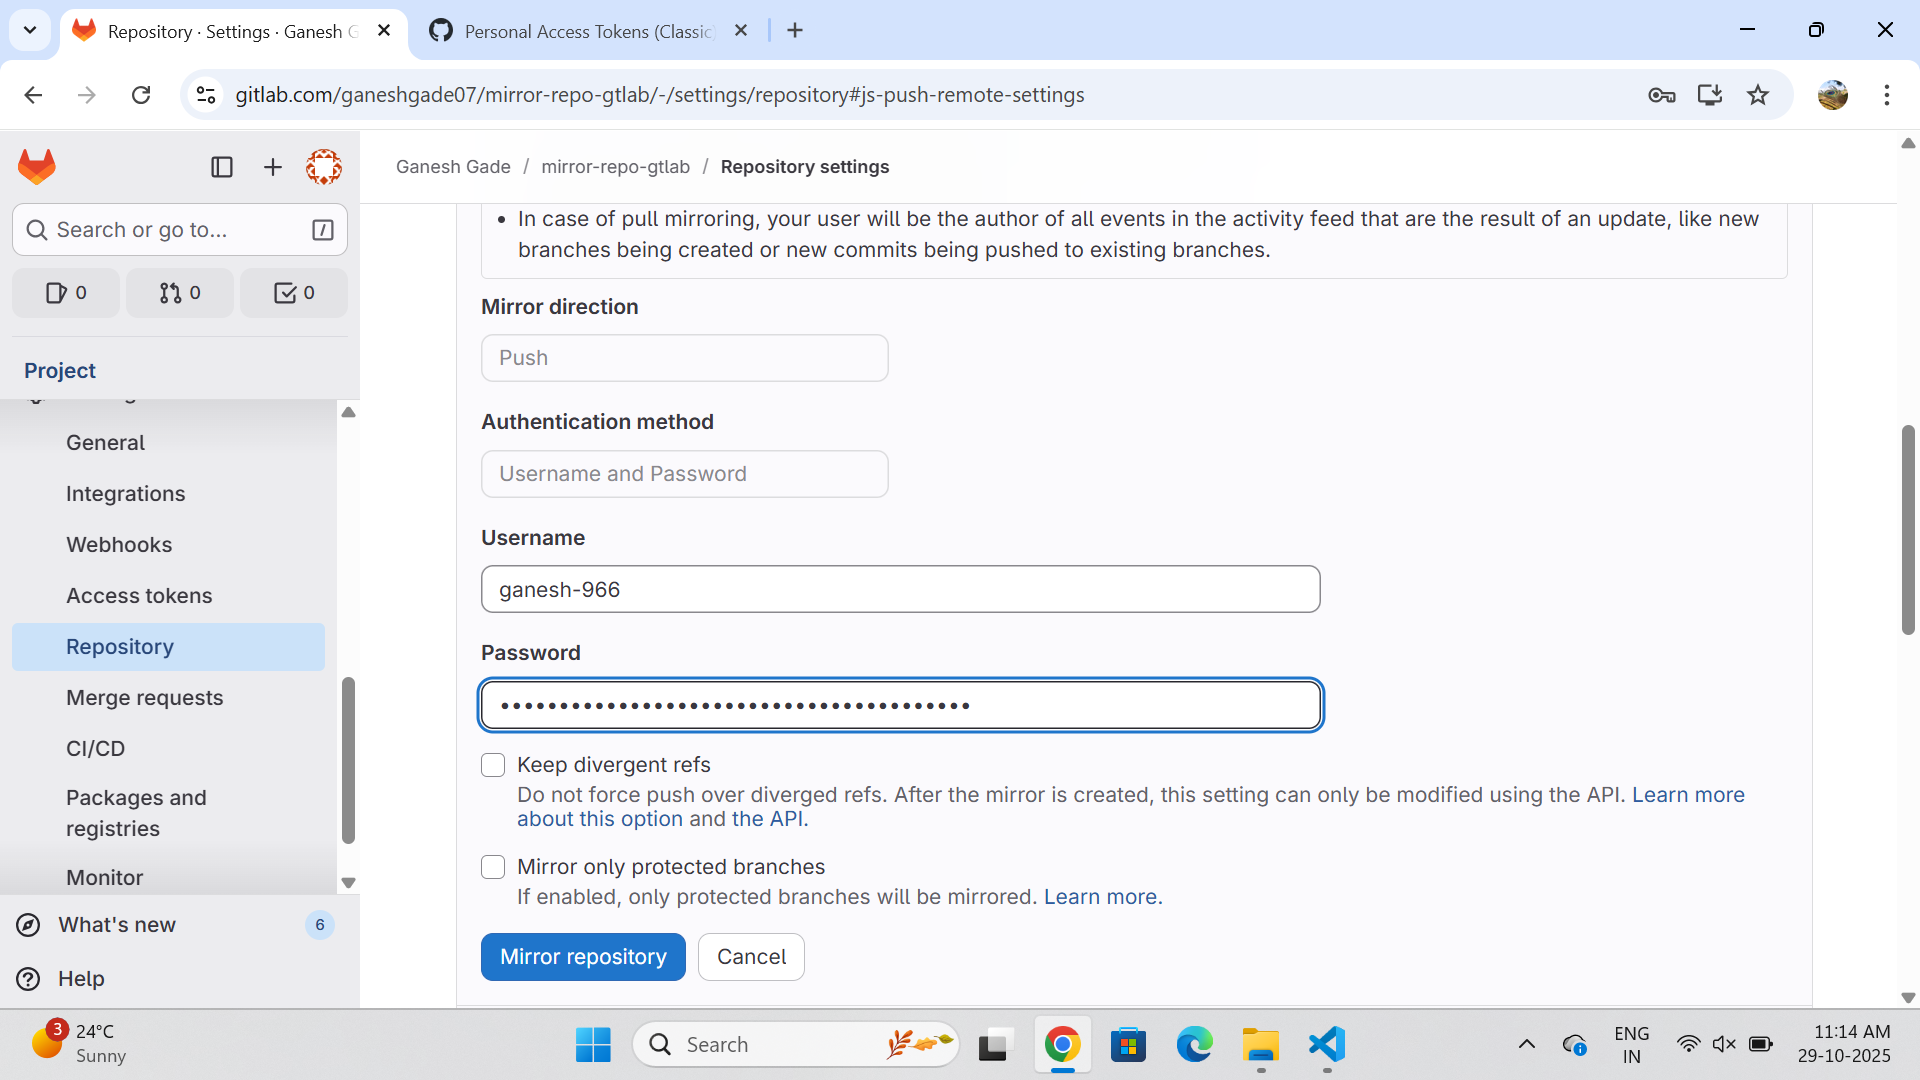 Repository · Settings · Ganesh G
Personal Access Tokens (Classic)
gitlab.com/ganeshgade07/mirror-repo-gtlab/-/settings/repository#js-push-remote-settings
Ganesh Gade / mirror-repo-gtlab / Repository settings
Search or go to... /
0 0 0
Project
General
Integrations
Webhooks
Access tokens
Repository
Merge requests
CI/CD
Packages and
registries
Monitor
What's new 6
Help
• In case of pull mirroring, your user will be the author of all events in the activity feed that are the result of an update, like new
branches being created or new commits being pushed to existing branches.
Mirror direction
Push
Authentication method
Username and Password
Username
ganesh-966
Password
••••••••••••••••••••••••••••••••••••••••
Keep divergent refs
Do not force push over diverged refs. After the mirror is created, this setting can only be modified using the API. Learn more
about this option and the API.
Mirror only protected branches
If enabled, only protected branches will be mirrored. Learn more.
Mirror repository Cancel
3
24°C
Sunny
Search
ENG
IN
11:14 AM
29-10-2025